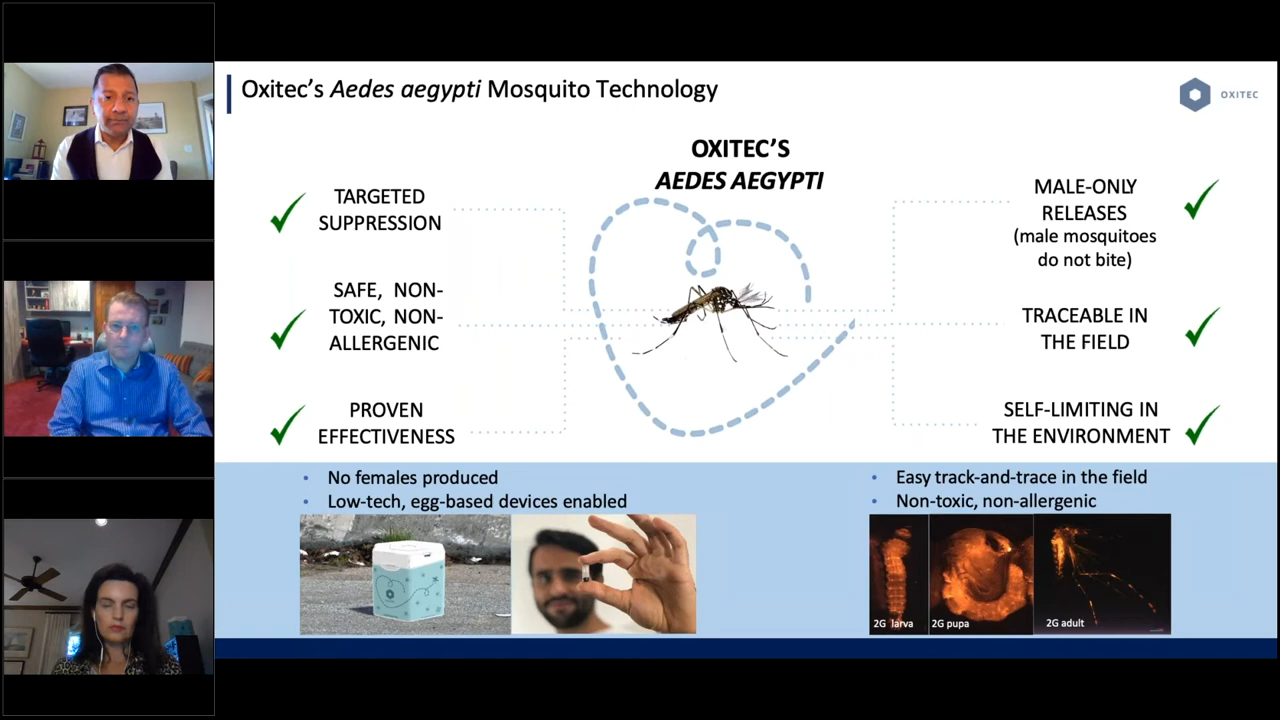 Oxitec's Aedes aegypti Mosquito Technology
OXITEC
OXITEC'S
AEDES AEGYPTI
TARGETED
SUPPRESSION
SAFE, NON-
TOXIC, NON-
ALLERGENIC
PROVEN
EFFECTIVENESS
MALE-ONLY
RELEASES
(male mosquitoes
do not bite)
TRACEABLE IN
THE FIELD
SELF-LIMITING IN
THE ENVIRONMENT
• No females produced
• Low-tech, egg-based devices enabled
• Easy track-and-trace in the field
• Non-toxic, non-allergenic
2G larva
2G pupa
2G adult